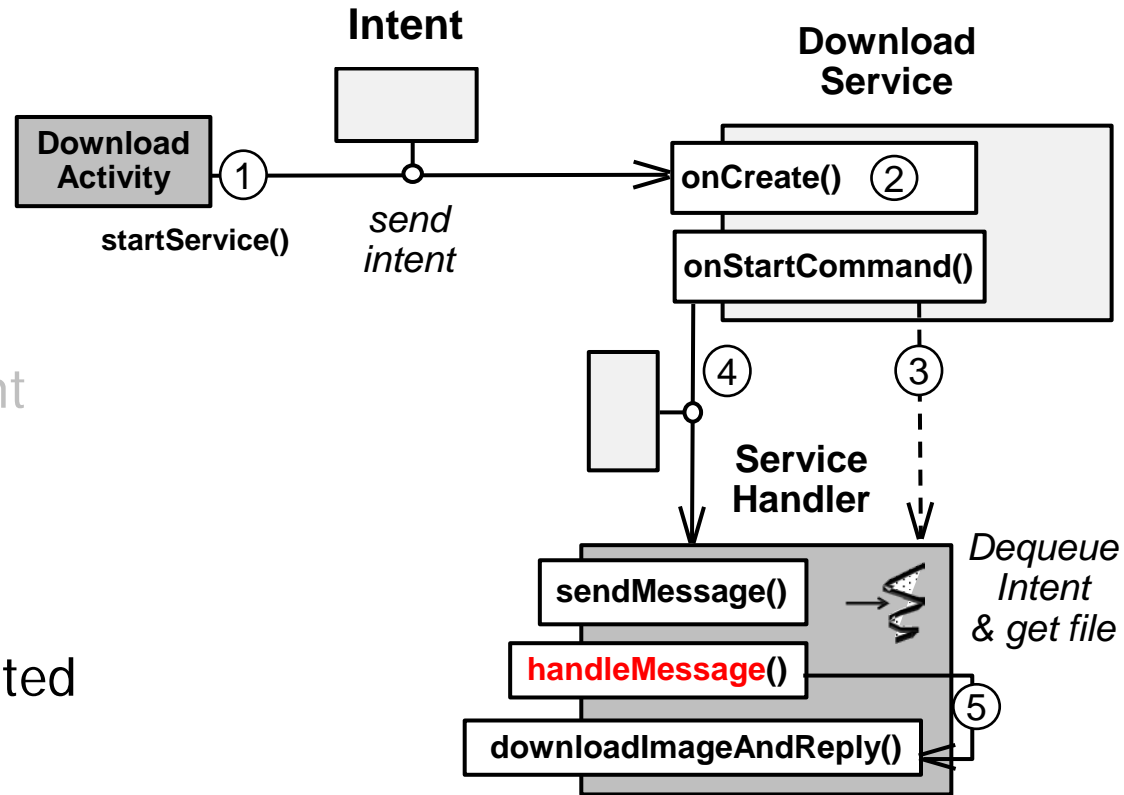 Intent
Download
Service
Download
Activity
1
onCreate()
2
startService()
send
intent
onStartCommand()
4
3
nt
Service
Handler
Dequeue
Intent
& get file
sendMessage()
ted
handleMessage()
5
downloadImageAndReply()